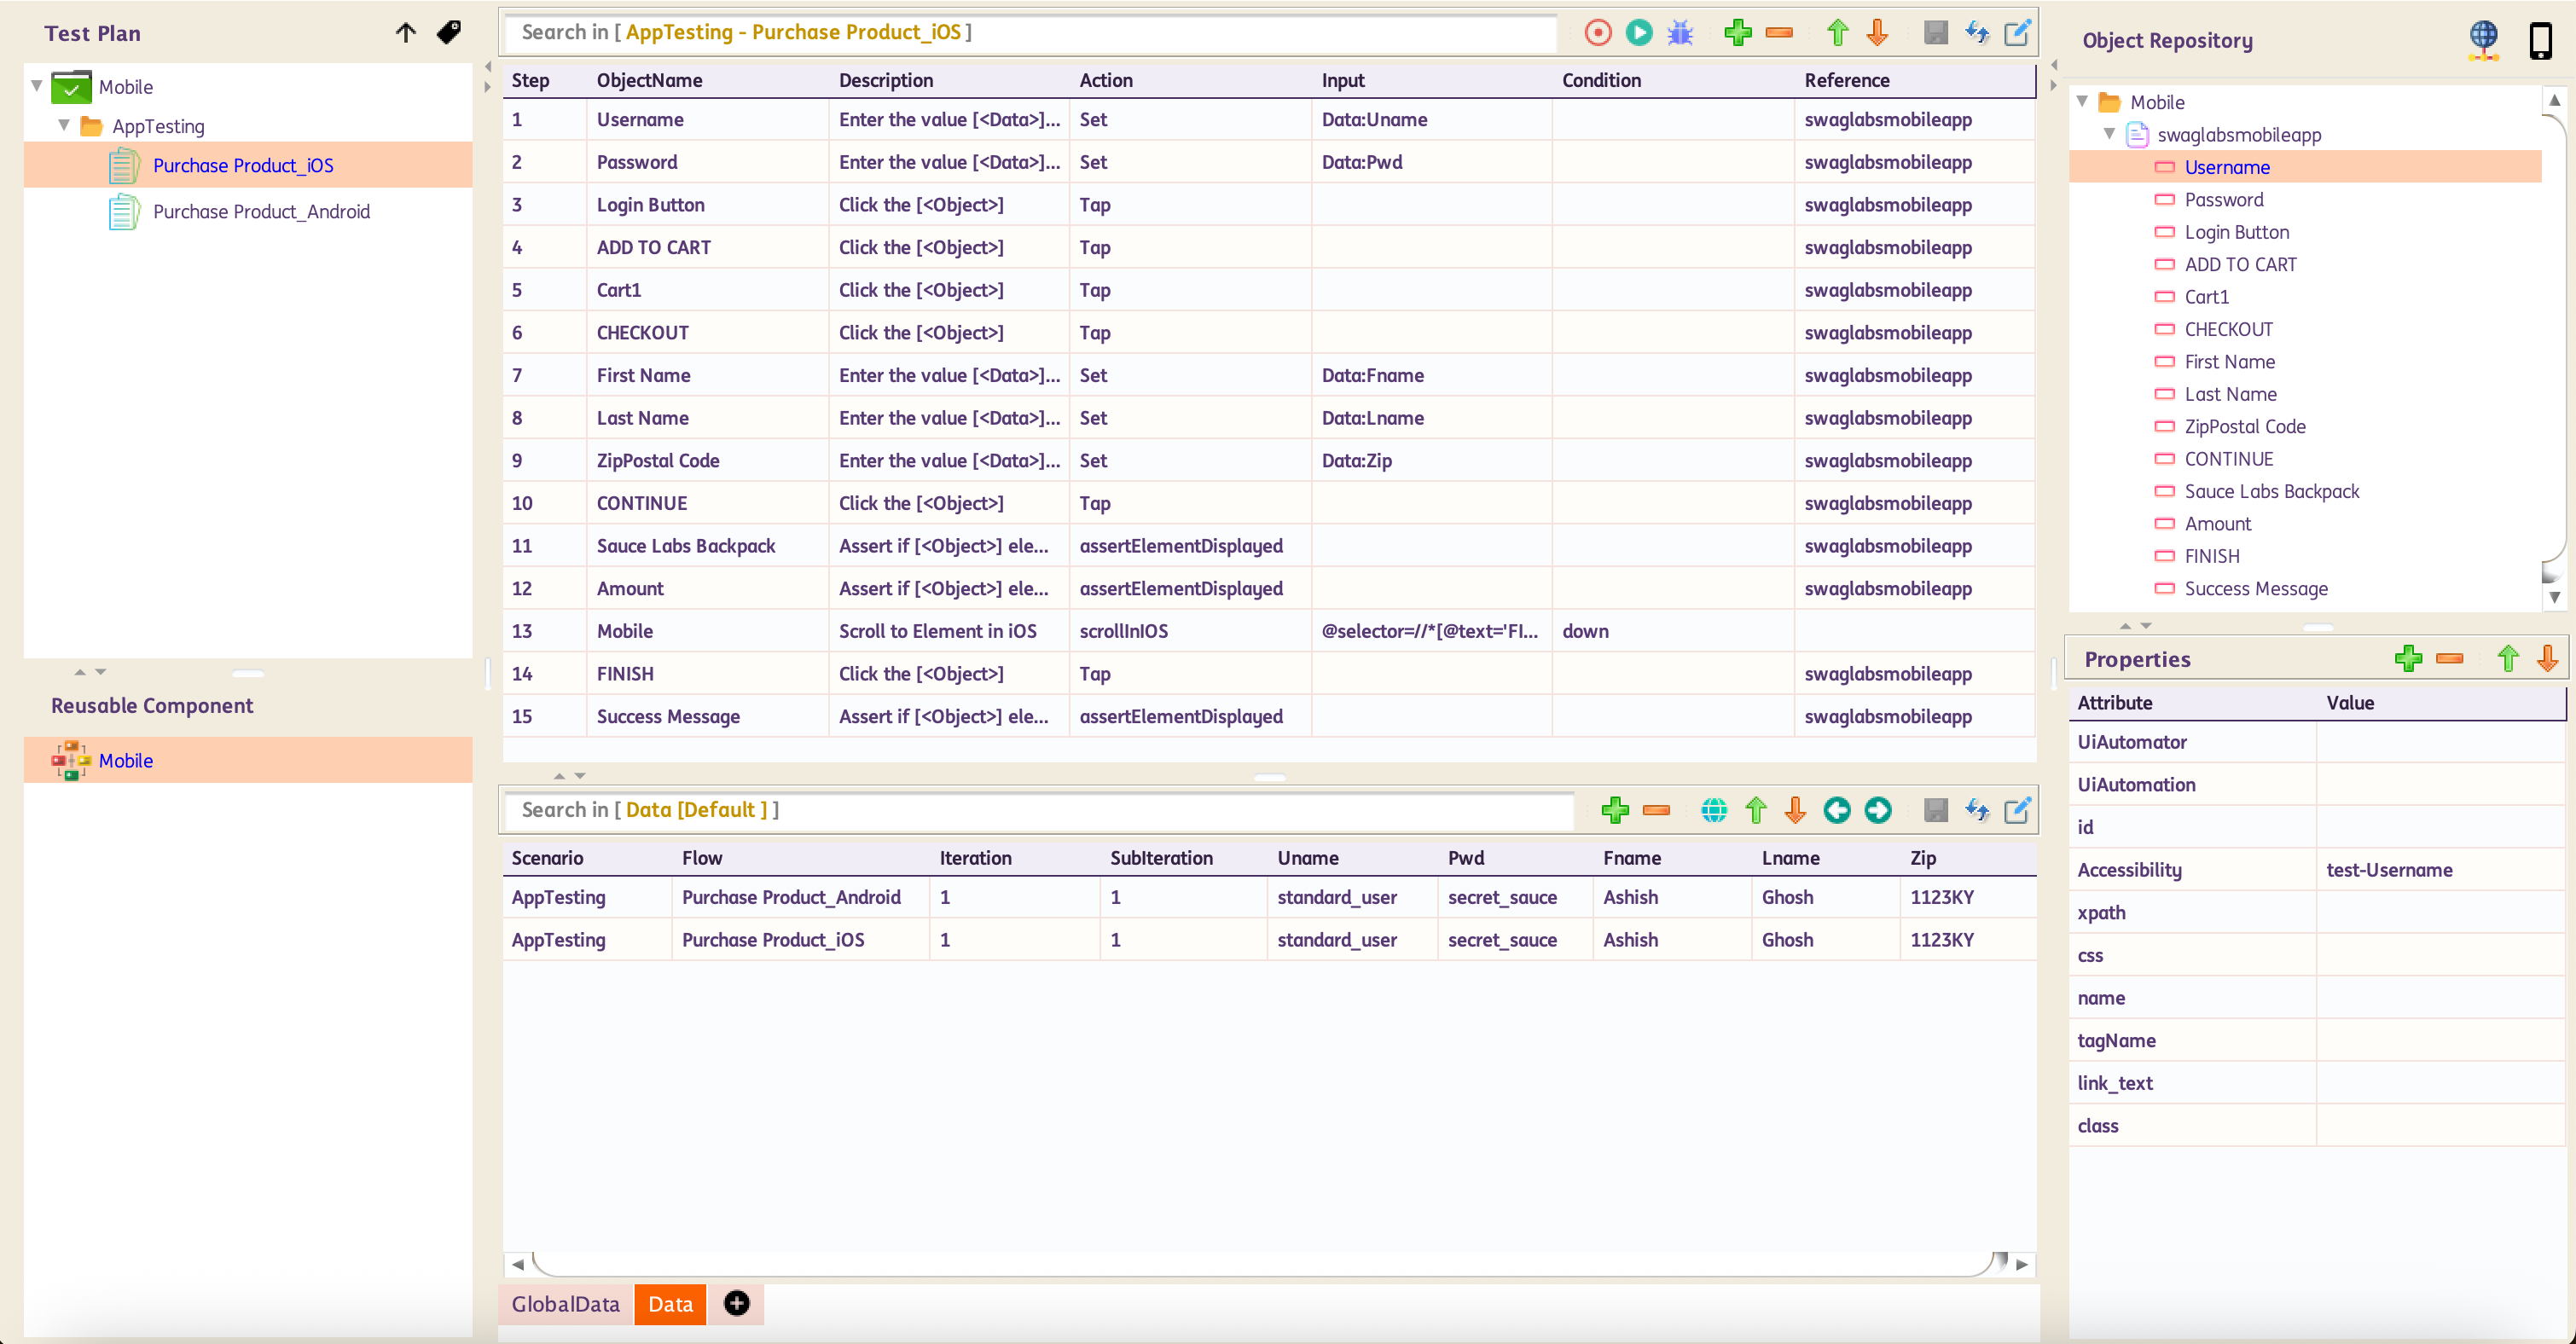 Test Plan
Mobile
AppTesting
Purchase Product_iOS
Purchase Product_Android
Reusable Component
Mobile
Search in [ AppTesting - Purchase Product_iOS ]
Step ObjectName Description Action Input Condition Reference
1 Username Enter the value [<Data>]... Set Data:Uname swaglabsmobileapp
2 Password Enter the value [<Data>]... Set Data:Pwd swaglabsmobileapp
3 Login Button Click the [<Object>] Tap swaglabsmobileapp
4 ADD TO CART Click the [<Object>] Tap swaglabsmobileapp
5 Cart1 Click the [<Object>] Tap swaglabsmobileapp
6 CHECKOUT Click the [<Object>] Tap swaglabsmobileapp
7 First Name Enter the value [<Data>]... Set Data:Fname swaglabsmobileapp
8 Last Name Enter the value [<Data>]... Set Data:Lname swaglabsmobileapp
9 ZipPostal Code Enter the value [<Data>]... Set Data:Zip swaglabsmobileapp
10 CONTINUE Click the [<Object>] Tap swaglabsmobileapp
11 Sauce Labs Backpack Assert if [<Object>] ele... assertElementDisplayed swaglabsmobileapp
12 Amount Assert if [<Object>] ele... assertElementDisplayed swaglabsmobileapp
13 Mobile Scroll to Element in iOS scrollInIOS @selector=//*[@text='FI... down
14 FINISH Click the [<Object>] Tap swaglabsmobileapp
15 Success Message Assert if [<Object>] ele... assertElementDisplayed swaglabsmobileapp
Search in [ Data [Default ] ]
Scenario Flow Iteration SubIteration Uname Pwd Fname Lname Zip
AppTesting Purchase Product_Android 1 1 standard_user secret_sauce Ashish Ghosh 1123KY
AppTesting Purchase Product_iOS 1 1 standard_user secret_sauce Ashish Ghosh 1123KY
GlobalData Data
Object Repository
Mobile
swaglabsmobileapp
Username
Password
Login Button
ADD TO CART
Cart1
CHECKOUT
First Name
Last Name
ZipPostal Code
CONTINUE
Sauce Labs Backpack
Amount
FINISH
Success Message
Properties
Attribute Value
UiAutomator
UiAutomation
id
Accessibility test-Username
xpath
css
name
tagName
link_text
class